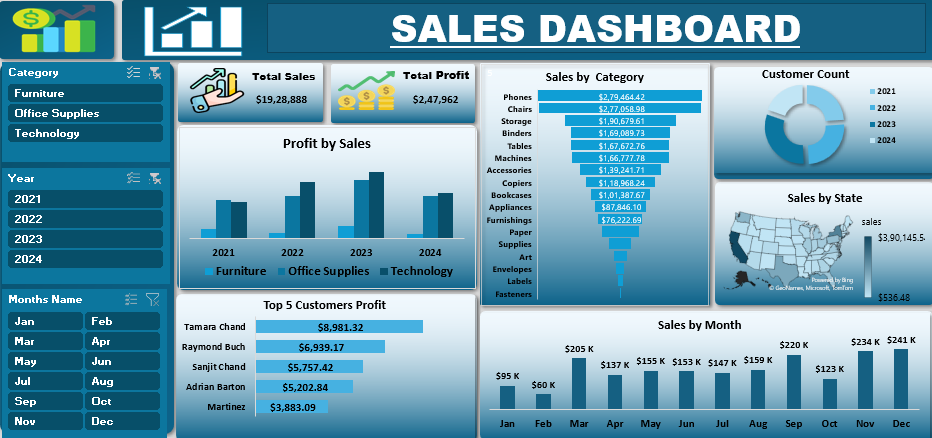 SALES DASHBOARD
Category
Furniture
Office Supplies
Technology
Year
2021
2022
2023
2024
Months Name
Jan Feb
Mar Apr
May Jun
Jul Aug
Sep Oct
Nov Dec
Total Sales
$19,28,888
Total Profit
$2,47,962
Profit by Sales
2021 2022 2023 2024
Furniture Office Supplies Technology
Top 5 Customers Profit
Tamara Chand $8,981.32
Raymond Buch $6,939.17
Sanjit Chand $5,757.42
Adrian Barton $5,202.84
Martinez $3,883.09
Sales by Category
Phones $2,79,464.42
Chairs $2,77,058.98
Storage $1,90,679.61
Binders $1,69,089.73
Tables $1,67,672.76
Machines $1,66,777.78
Accessories $1,39,241.71
Copiers $1,18,968.24
Bookcases $1,01,387.67
Appliances $87,846.10
Furnishings $76,222.69
Paper
Supplies
Art
Envelopes
Labels
Fasteners
Customer Count
2021
2022
2023
2024
Sales by State
sales
$3,90,145.5
$536.48
Powered by Bing
© GeoNames, Microsoft, TomTom
Sales by Month
$95 K $60 K $205 K $137 K $155 K $153 K $147 K $159 K $220 K $123 K $234 K $241 K
Jan Feb Mar Apr May Jun Jul Aug Sep Oct Nov Dec